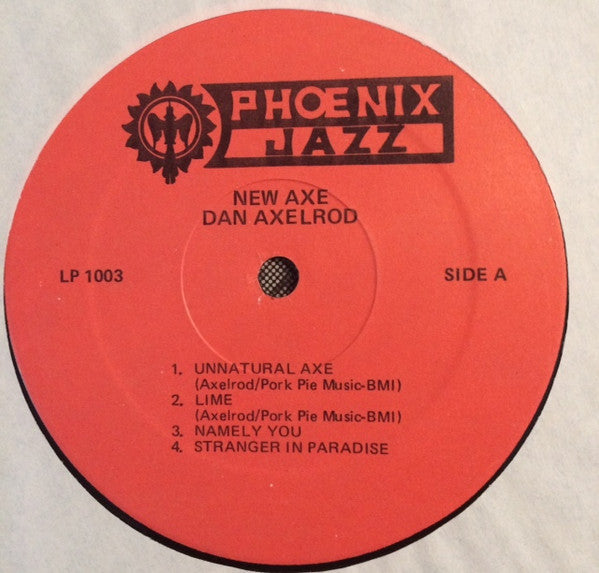 PHŒNIX
JAZZ
NEW AXE
DAN AXELROD
LP 1003
SIDE A
1. UNNATURAL AXE
(Axelrod/Pork Pie Music-BMI)
2. LIME
(Axelrod/Pork Pie Music-BMI)
3. NAMELY YOU
4. STRANGER IN PARADISE